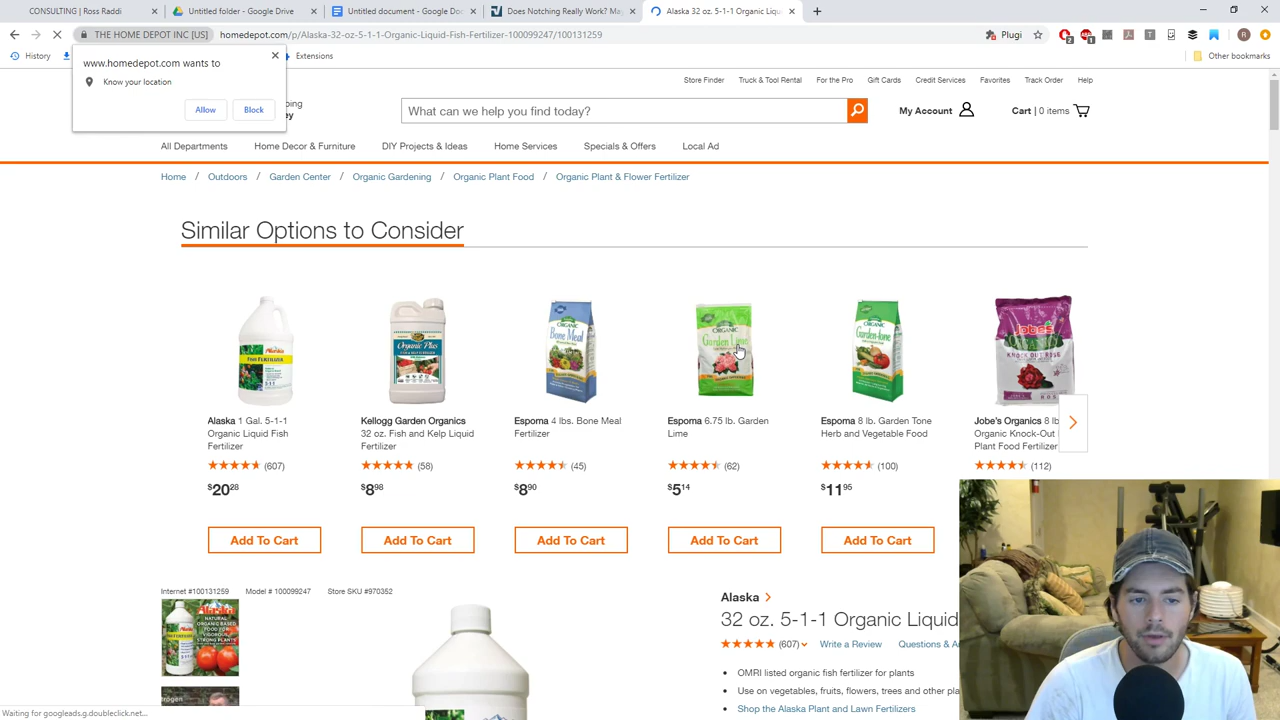 CONSULTING | Ross Raddi
Untitled folder - Google Drive
Untitled document - Google Doc
Does Notching Really Work? Ma
Alaska 32 oz. 5-1-1 Organic Liqu
THE HOME DEPOT INC [US]
homedepot.com/p/Alaska-32-oz-5-1-1-Organic-Liquid-Fish-Fertilizer-100099247/100131259
Plugi
History
Extensions
Other bookmarks
www.homedepot.com wants to
Know your location
Allow
Block
Store Finder
Truck & Tool Rental
For the Pro
Gift Cards
Credit Services
Favorites
Track Order
Help
ping
ey
What can we help you find today?
My Account
Cart | 0 items
All Departments
Home Decor & Furniture
DIY Projects & Ideas
Home Services
Specials & Offers
Local Ad
Home / Outdoors / Garden Center / Organic Gardening / Organic Plant Food / Organic Plant & Flower Fertilizer
Similar Options to Consider
Alaska 1 Gal. 5-1-1
Organic Liquid Fish
Fertilizer
(607)
$20 28
Add To Cart
Kellogg Garden Organics
32 oz. Fish and Kelp Liquid
Fertilizer
(58)
$8 98
Add To Cart
Espoma 4 lbs. Bone Meal
Fertilizer
(45)
$8 90
Add To Cart
Espoma 6.75 lb. Garden
Lime
(62)
$5 14
Add To Cart
Espoma 8 lb. Garden Tone
Herb and Vegetable Food
(100)
$11 95
Add To Cart
Jobe's Organics 8 lb
Organic Knock-Out
Plant Food Fertilizer
(112)
Internet #100131259
Model # 100099247
Store SKU #970352
Alaska
32 oz. 5-1-1 Organic Liquid
(607)
Write a Review
Questions & A
OMRI listed organic fish fertilizer for plants
Use on vegetables, fruits, flowers, trees and other pla
Shop the Alaska Plant and Lawn Fertilizers
Waiting for googleads.g.doubleclick.net...